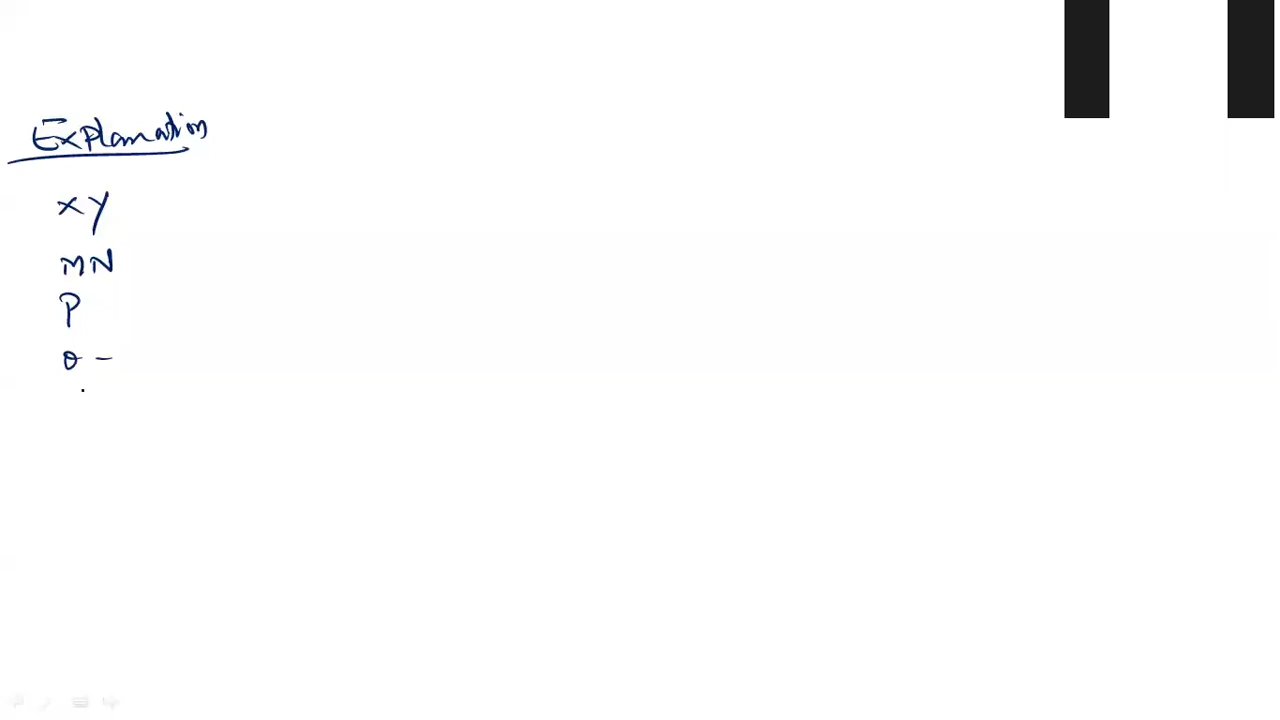 Explanation
XY
MN
P
θ -